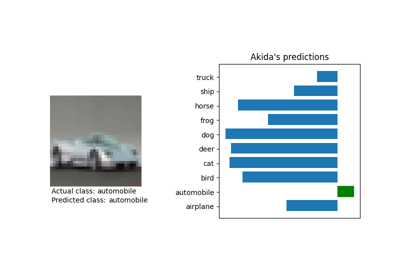 Akida's predictions
truck
ship
horse
frog
dog
deer
cat
bird
automobile
airplane
Actual class: automobile
Predicted class: automobile